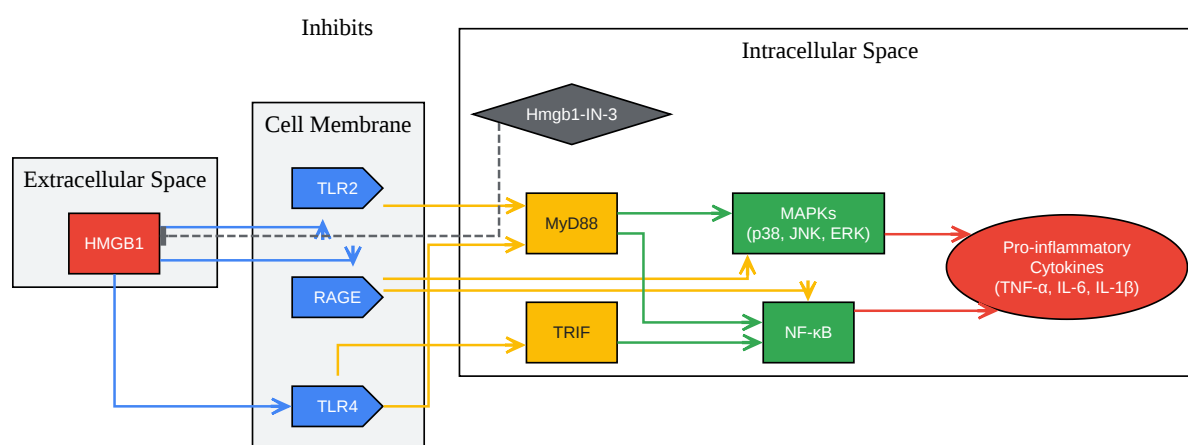 Inhibits
Intracellular Space
Hmgb1-IN-3
Cell Membrane
Extracellular Space
TLR2
HMGB1
MyD88
MAPKs
(p38, JNK, ERK)
Pro-inflammatory
Cytokines
(TNF-α, IL-6, IL-1β)
RAGE
TRIF
NF-κB
TLR4